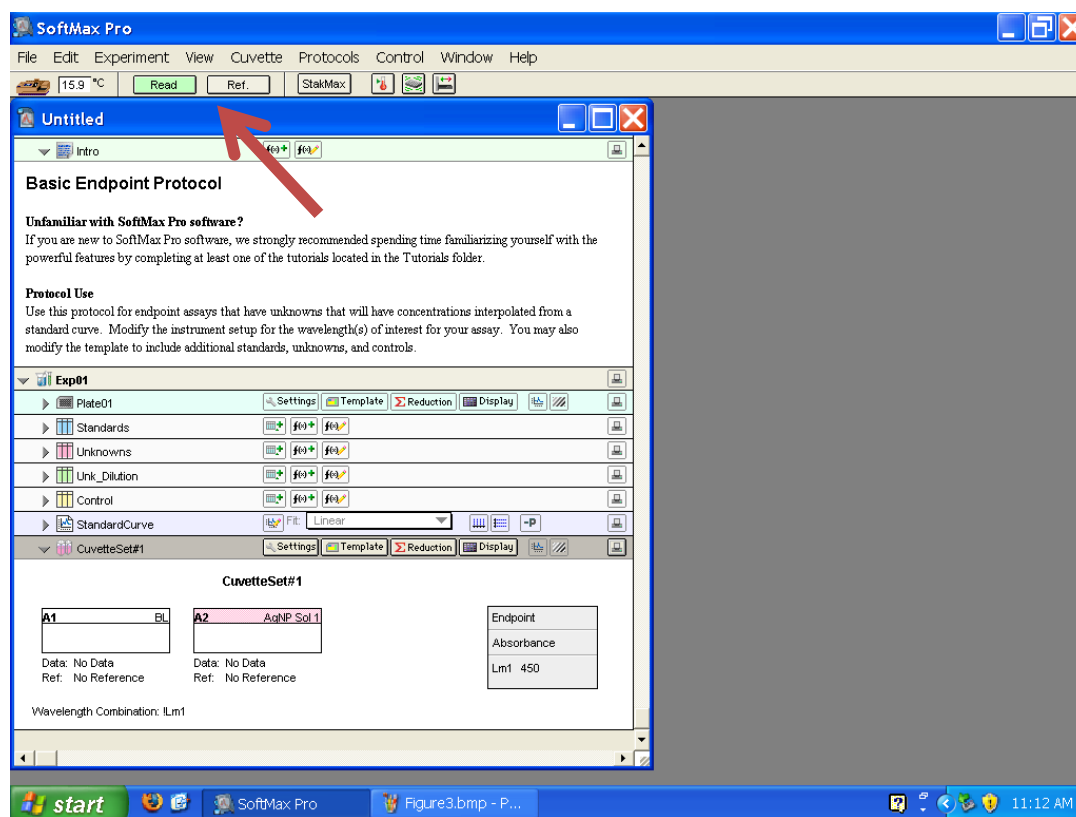 SoftMax Pro
File Edit Experiment View Cuvette Protocols Control Window Help
15.9 °C Read Ref. StakMax
Untitled
Intro f(x)+ f(x)
Basic Endpoint Protocol
Unfamiliar with SoftMax Pro software?
If you are new to SoftMax Pro software, we strongly recommended spending time familiarizing yourself with the
powerful features by completing at least one of the tutorials located in the Tutorials folder.
Protocol Use
Use this protocol for endpoint assays that have unknowns that will have concentrations interpolated from a
standard curve. Modify the instrument setup for the wavelength(s) of interest for your assay. You may also
modify the template to include additional standards, unknowns, and controls.
Exp01
Plate01 Settings Template Σ Reduction Display
Standards f(x)+ f(x)
Unknowns f(x)+ f(x)
Unk_Dilution f(x)+ f(x)
Control f(x)+ f(x)
StandardCurve Fit: Linear -P
CuvetteSet#1 Settings Template Σ Reduction Display
CuvetteSet#1
A1 BL A2 AgNP Sol 1 Endpoint
Absorbance
Data: No Data Data: No Data Lm1 450
Ref: No Reference Ref: No Reference
Wavelength Combination: !Lm1
start SoftMax Pro Figure3.bmp - P... 11:12 AM